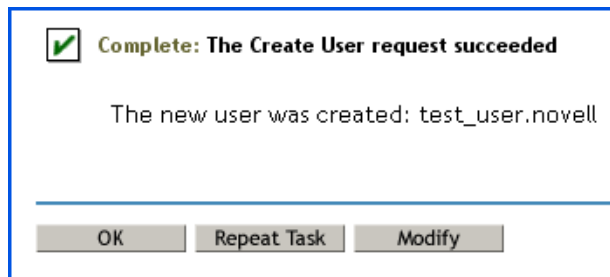 Complete: The Create User request succeeded
The new user was created: test_user.novell
OK Repeat Task Modify